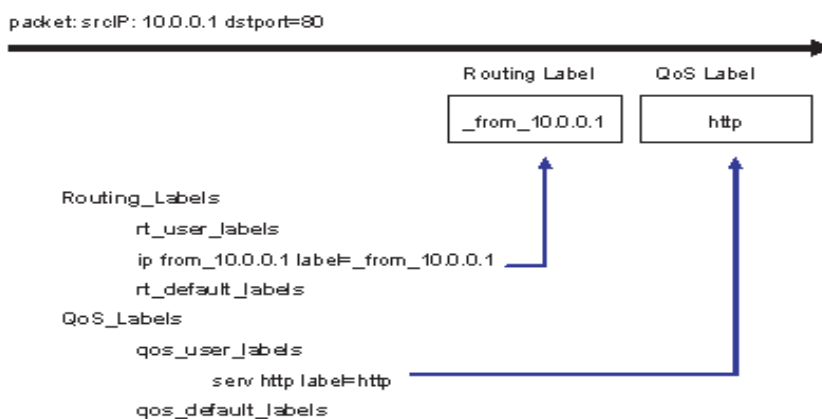 packet: srcIP: 10.0.0.1 dstport=80
Routing Label QoS Label
_from_10.0.0.1 http
Routing_Labels
rt_user_labels
ip from_10.0.0.1 label=_from_10.0.0.1
rt_default_labels
QoS_Labels
qos_user_labels
serv http label=http
qos_default_labels